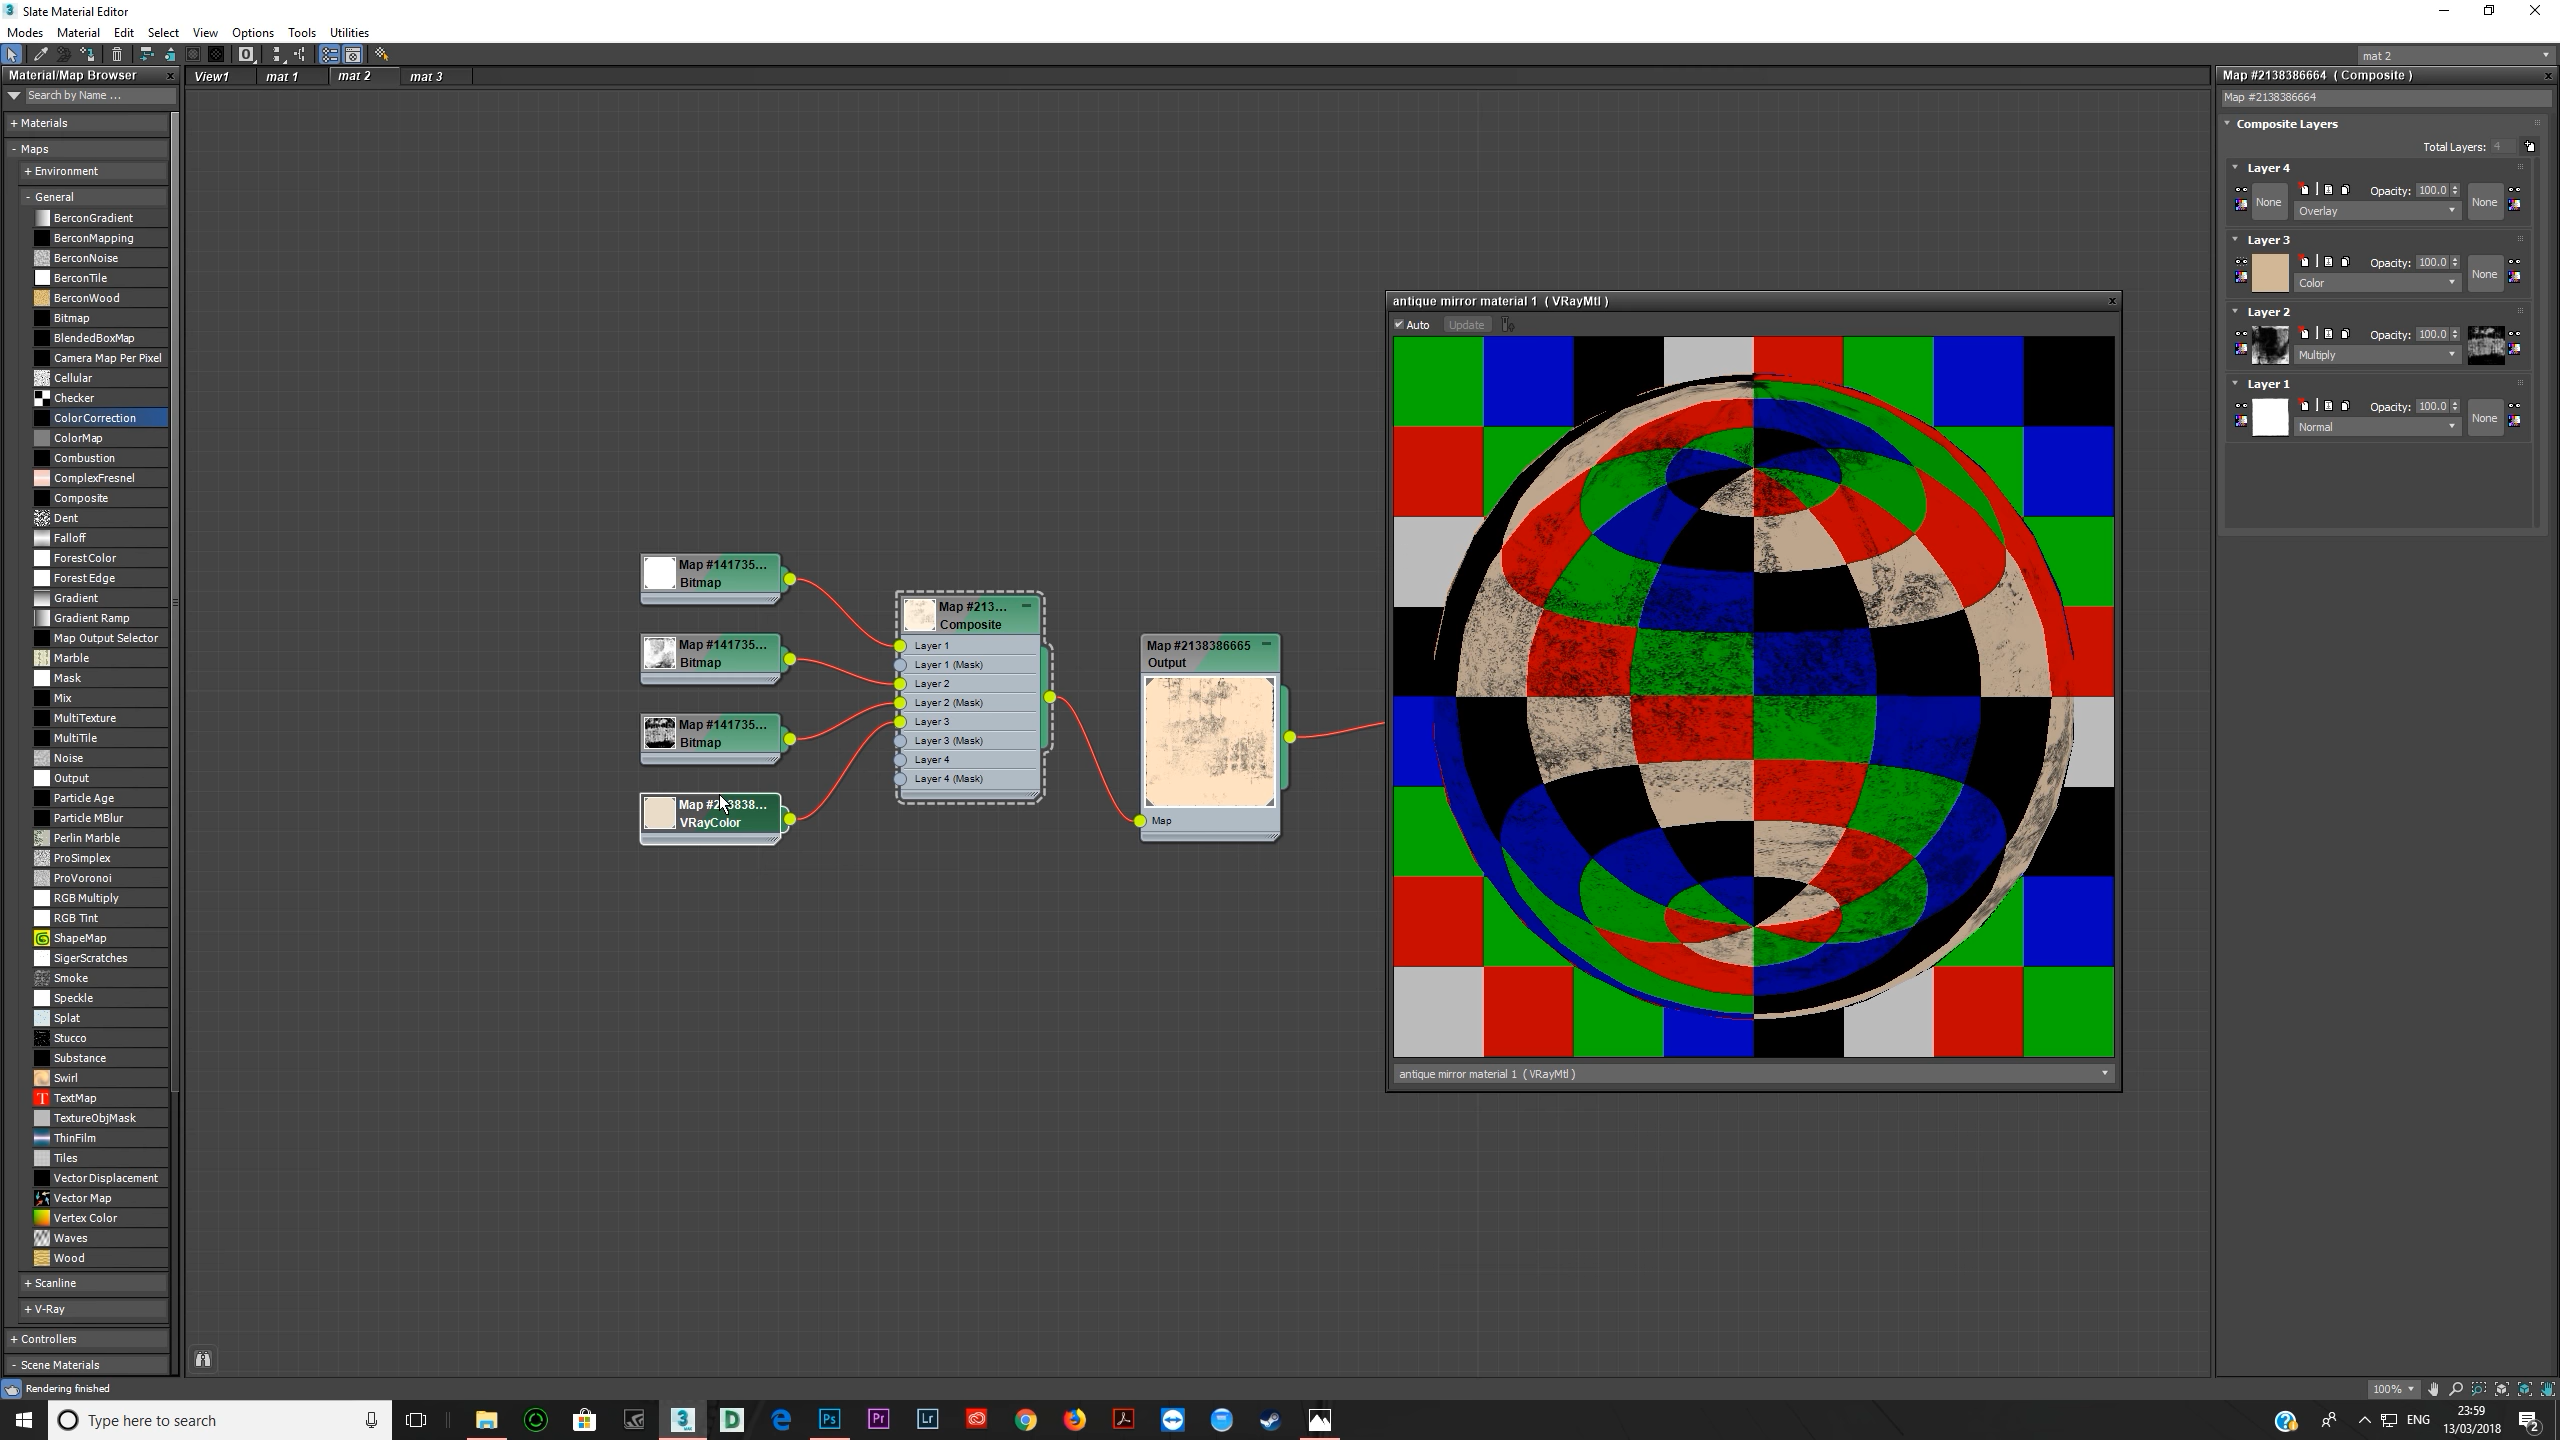 Slate Material Editor
Modes Material Edit Select View Options Tools Utilities
mat 2
Material/Map Browser
Search by Name ...
+ Materials
- Maps
+ Environment
- General
BerconGradient
BerconMapping
BerconNoise
BerconTile
BerconWood
Bitmap
BlendedBoxMap
Camera Map Per Pixel
Cellular
Checker
ColorCorrection
ColorMap
Combustion
ComplexFresnel
Composite
Dent
Falloff
ForestColor
Forest Edge
Gradient
Gradient Ramp
Map Output Selector
Marble
Mask
Mix
MultiTexture
MultiTile
Noise
Output
Particle Age
Particle MBlur
Perlin Marble
ProSimplex
ProVoronoi
RGB Multiply
RGB Tint
ShapeMap
SigerScratches
Smoke
Speckle
Splat
Stucco
Substance
Swirl
TextMap
TextureObjMask
ThinFilm
Tiles
Vector Displacement
Vector Map
Vertex Color
Waves
Wood
+ Scanline
+ V-Ray
+ Controllers
- Scene Materials
View1 mat 1 mat 2 mat 3
Map #141735...
Bitmap
Map #141735...
Bitmap
Map #141735...
Bitmap
VRayColor
Map #213...
Composite
Layer 1
Layer 1 (Mask)
Layer 2
Layer 2 (Mask)
Layer 3
Layer 3 (Mask)
Layer 4
Layer 4 (Mask)
Map #2138386665
Output
Map
antique mirror material 1 ( VRayMtl )
Auto Update
antique mirror material 1 ( VRayMtl )
Map #2138386664 ( Composite )
Map #2138386664
Composite Layers
Total Layers: 4
Layer 4
None Opacity: 100.0 None
Overlay
Layer 3
Opacity: 100.0 None
Color
Layer 2
Opacity: 100.0
Multiply
Layer 1
Opacity: 100.0 None
Normal
Rendering finished
100%
Type here to search
3 D Ps Pr Lr
ENG
23:59
13/03/2018
2